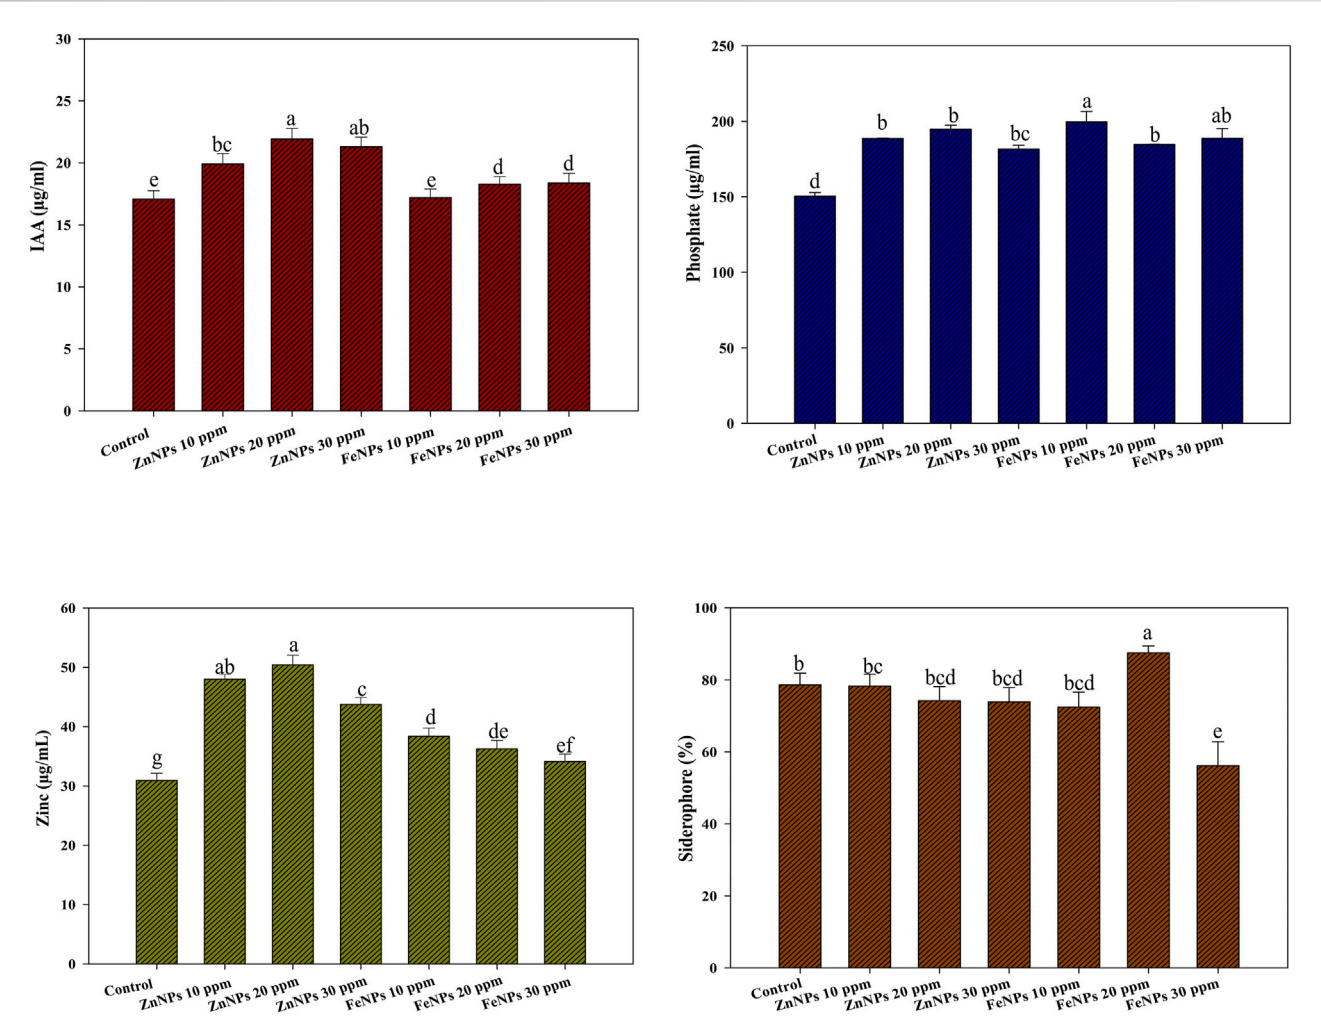 30
25
20
15
10
5
0
IAA (µg/ml)
e
bc
a
ab
e
d
d
Control
ZnNPs 10 ppm
ZnNPs 20 ppm
ZnNPs 30 ppm
FeNPs 10 ppm
FeNPs 20 ppm
FeNPs 30 ppm
250
200
150
100
50
0
Phosphate (µg/ml)
d
b
b
bc
a
b
ab
Control
ZnNPs 10 ppm
ZnNPs 20 ppm
ZnNPs 30 ppm
FeNPs 10 ppm
FeNPs 20 ppm
FeNPs 30 ppm
60
50
40
30
20
10
0
Zinc (µg/mL)
g
ab
a
c
d
de
ef
Control
ZnNPs 10 ppm
ZnNPs 20 ppm
ZnNPs 30 ppm
FeNPs 10 ppm
FeNPs 20 ppm
FeNPs 30 ppm
100
80
60
40
20
0
Siderophore (%)
b
bc
bcd
bcd
bcd
a
e
Control
ZnNPs 10 ppm
ZnNPs 20 ppm
ZnNPs 30 ppm
FeNPs 10 ppm
FeNPs 20 ppm
FeNPs 30 ppm